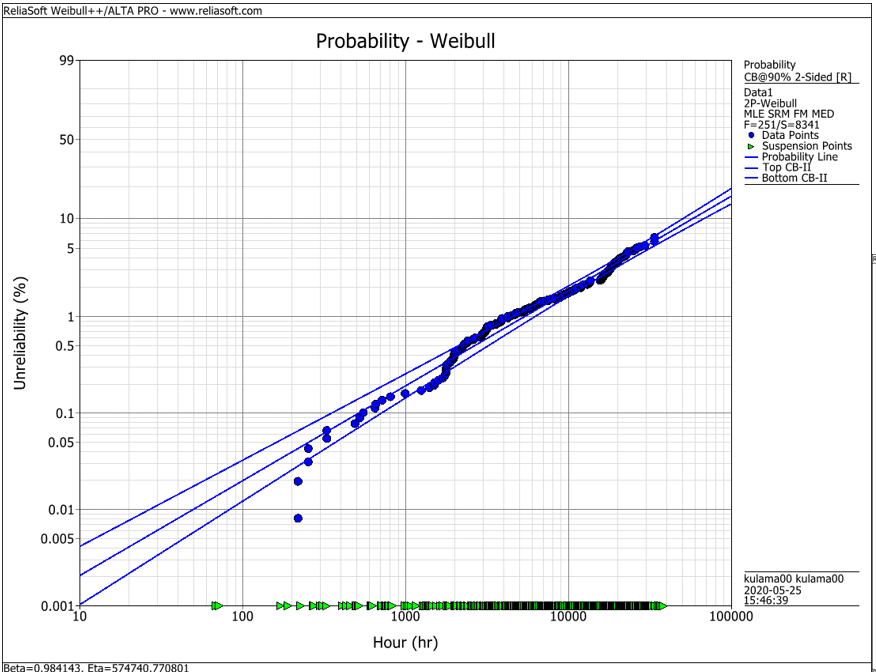 ReliaSoft Weibull++/ALTA PRO - www.reliasoft.com
Probability - Weibull
Probability
CB@90% 2-Sided [R]
Data1
2P-Weibull
MLE SRM FM MED
F=251/S=8341
Data Points
Suspension Points
Probability Line
Top CB-II
Bottom CB-II
Unreliability (%)
99
50
10
5
1
0.5
0.1
0.05
0.01
0.005
0.001
10 100 1000 10000 100000
Hour (hr)
kulama00 kulama00
2020-05-25
15:46:39
Beta=0.984143, Eta=574740.770801